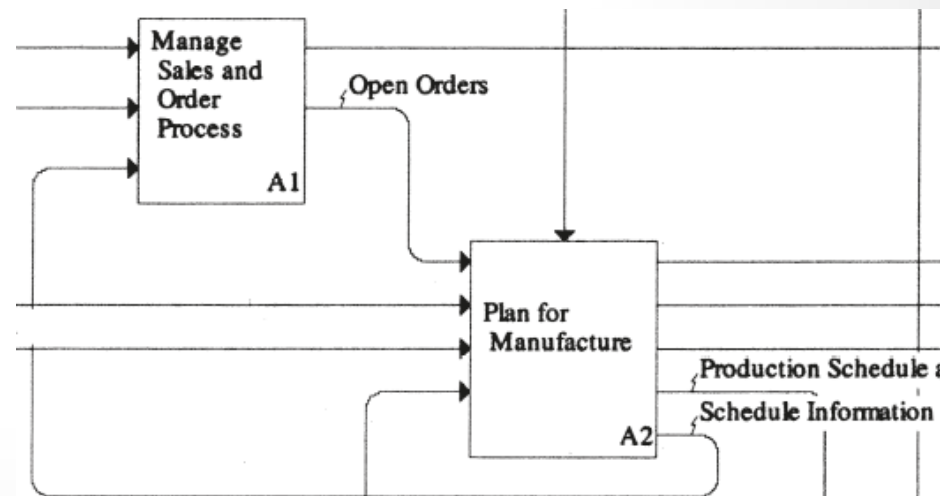 Manage
Sales and
Order
Process
A1
Open Orders
Plan for
Manufacture
A2
Production Schedule a
Schedule Information